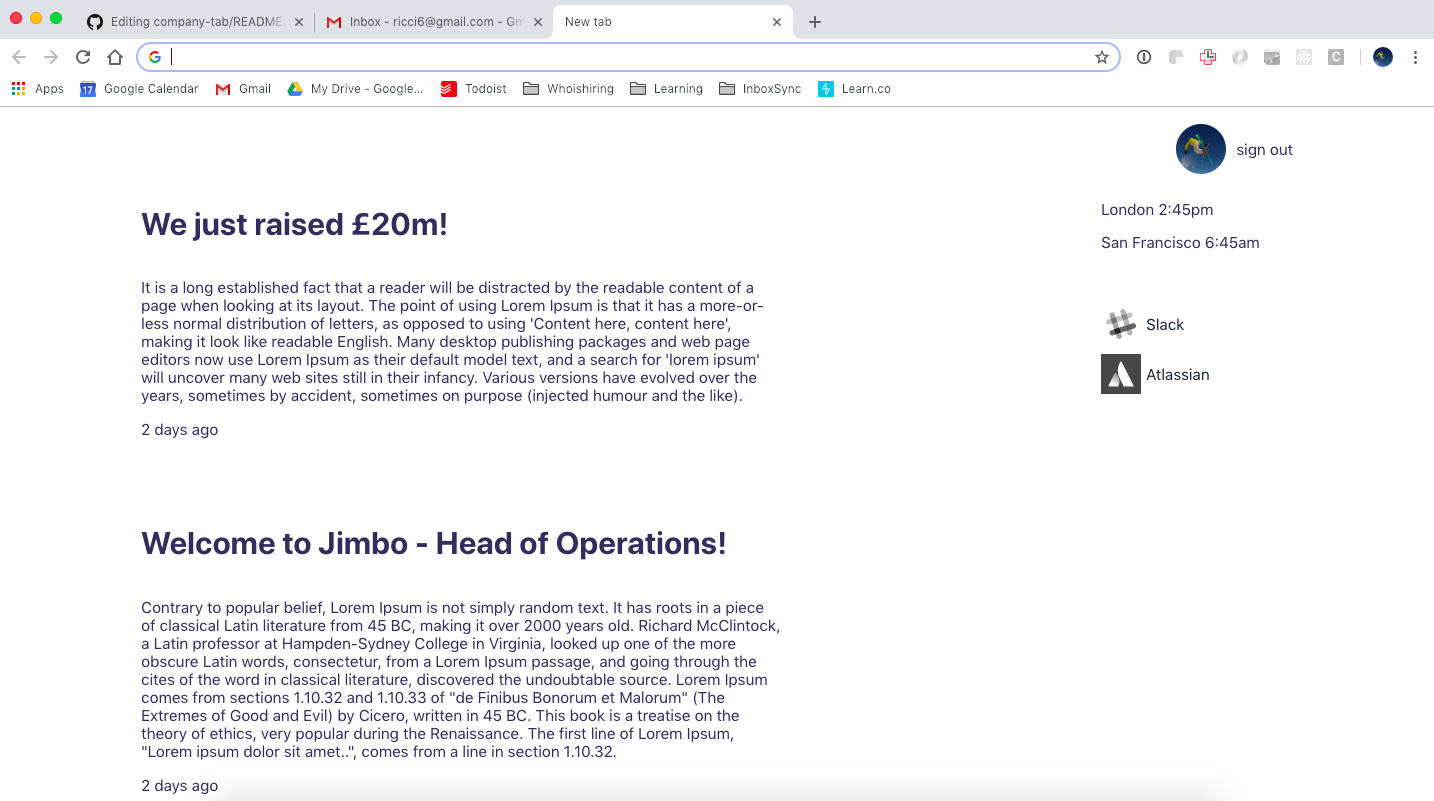 Editing company-tab/README.
Inbox - ricci6@gmail.com - Gm
New tab
Apps
17
Google Calendar
Gmail
My Drive - Google...
Todoist
Whoishiring
Learning
InboxSync
Learn.co
C
sign out
London 2:45pm
San Francisco 6:45am
Slack
Atlassian
We just raised £20m!
It is a long established fact that a reader will be distracted by the readable content of a
page when looking at its layout. The point of using Lorem Ipsum is that it has a more-or-
less normal distribution of letters, as opposed to using 'Content here, content here',
making it look like readable English. Many desktop publishing packages and web page
editors now use Lorem Ipsum as their default model text, and a search for 'lorem ipsum'
will uncover many web sites still in their infancy. Various versions have evolved over the
years, sometimes by accident, sometimes on purpose (injected humour and the like).
2 days ago
Welcome to Jimbo - Head of Operations!
Contrary to popular belief, Lorem Ipsum is not simply random text. It has roots in a piece
of classical Latin literature from 45 BC, making it over 2000 years old. Richard McClintock,
a Latin professor at Hampden-Sydney College in Virginia, looked up one of the more
obscure Latin words, consectetur, from a Lorem Ipsum passage, and going through the
cites of the word in classical literature, discovered the undoubtable source. Lorem Ipsum
comes from sections 1.10.32 and 1.10.33 of "de Finibus Bonorum et Malorum" (The
Extremes of Good and Evil) by Cicero, written in 45 BC. This book is a treatise on the
theory of ethics, very popular during the Renaissance. The first line of Lorem Ipsum,
"Lorem ipsum dolor sit amet..", comes from a line in section 1.10.32.
2 days ago